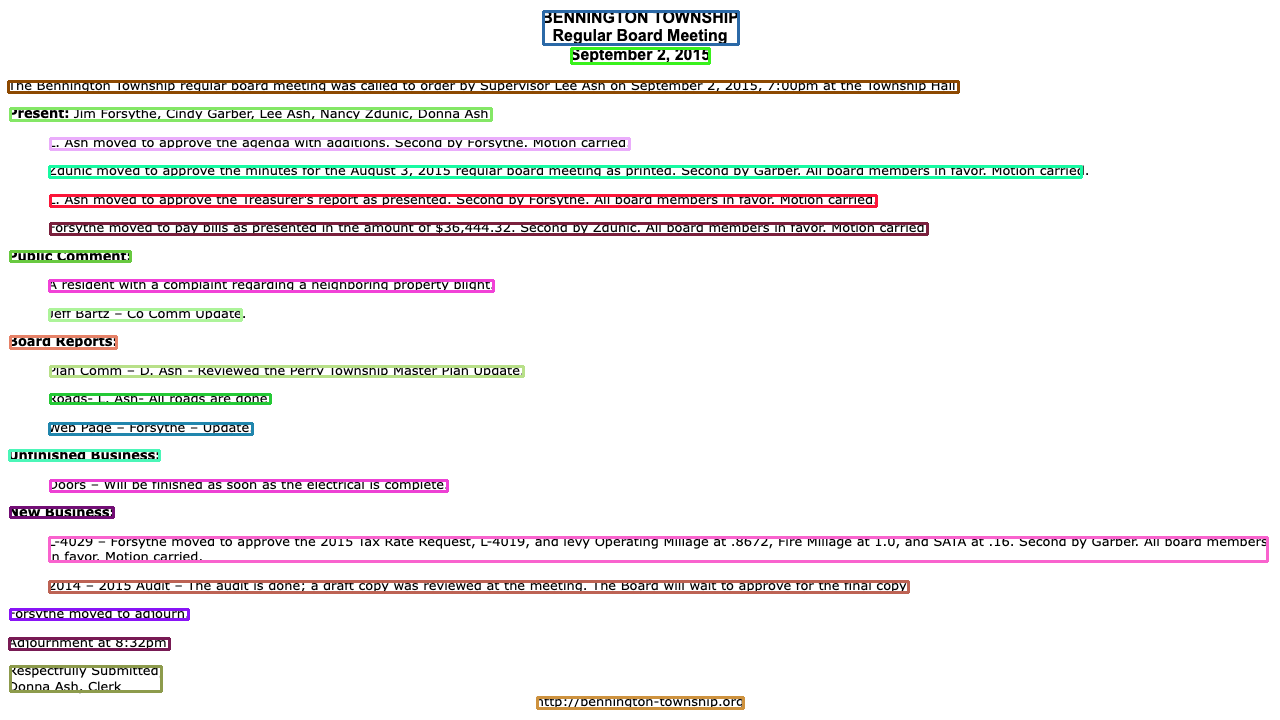 BENNINGTON TOWNSHIP
Regular Board Meeting
September 2, 2015
The Bennington Township regular board meeting was called to order by Supervisor Lee Ash on September 2, 2015, 7:00pm at the Township Hall
Present: Jim Forsythe, Cindy Garber, Lee Ash, Nancy Zdunic, Donna Ash
L. Ash moved to approve the agenda with additions. Second by Forsythe. Motion carried.
Zdunic moved to approve the minutes for the August 3, 2015 regular board meeting as printed. Second by Garber. All board members in favor. Motion carried.
L. Ash moved to approve the Treasurer's report as presented. Second by Forsythe. All board members in favor. Motion carried.
Forsythe moved to pay bills as presented in the amount of $36,444.32. Second by Zdunic. All board members in favor. Motion carried.
Public Comment:
A resident with a complaint regarding a neighboring property blight.
Jeff Bartz – Co Comm Update.
Board Reports:
Plan Comm – D. Ash - Reviewed the Perry Township Master Plan Update.
Roads- L. Ash- All roads are done.
Web Page – Forsythe – Update.
Unfinished Business:
Doors – Will be finished as soon as the electrical is complete.
New Business:
L-4029 – Forsythe moved to approve the 2015 Tax Rate Request, L-4019, and levy Operating Millage at .8672, Fire Millage at 1.0, and SATA at .16. Second by Garber. All board members
in favor. Motion carried.
2014 – 2015 Audit – The audit is done; a draft copy was reviewed at the meeting. The Board will wait to approve for the final copy.
Forsythe moved to adjourn.
Adjournment at 8:32pm.
Respectfully Submitted
Donna Ash, Clerk
http://bennington-township.org